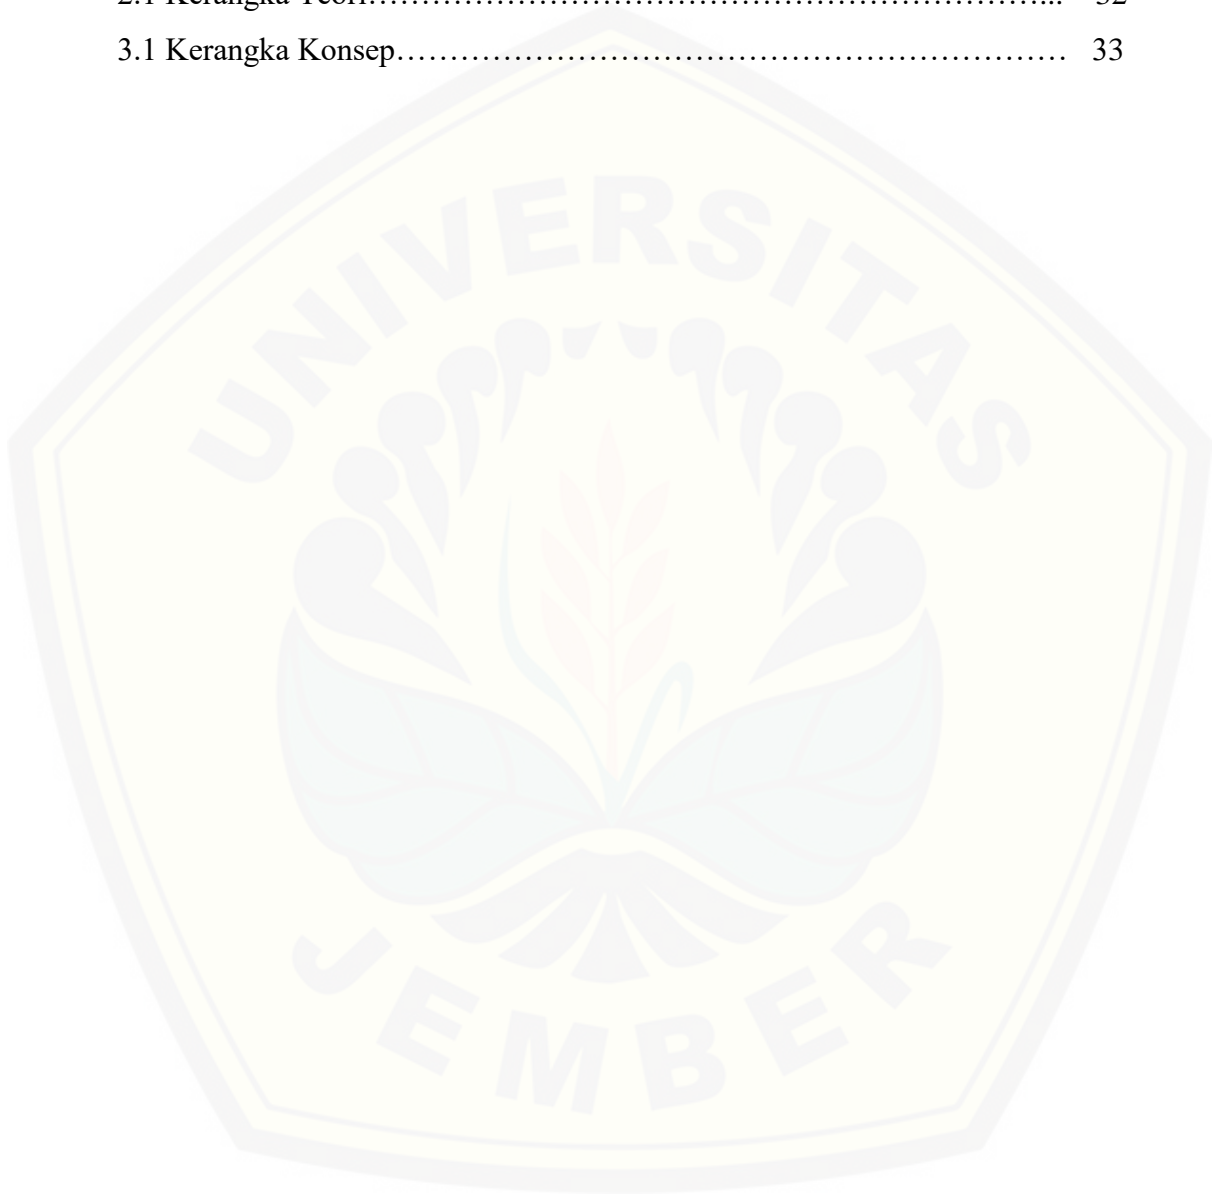 2.1 Kerangka Teori……………………………………………………………... 32
3.1 Kerangka Konsep……………………………………………………… 33
UNIVERSITAS
JEMBER